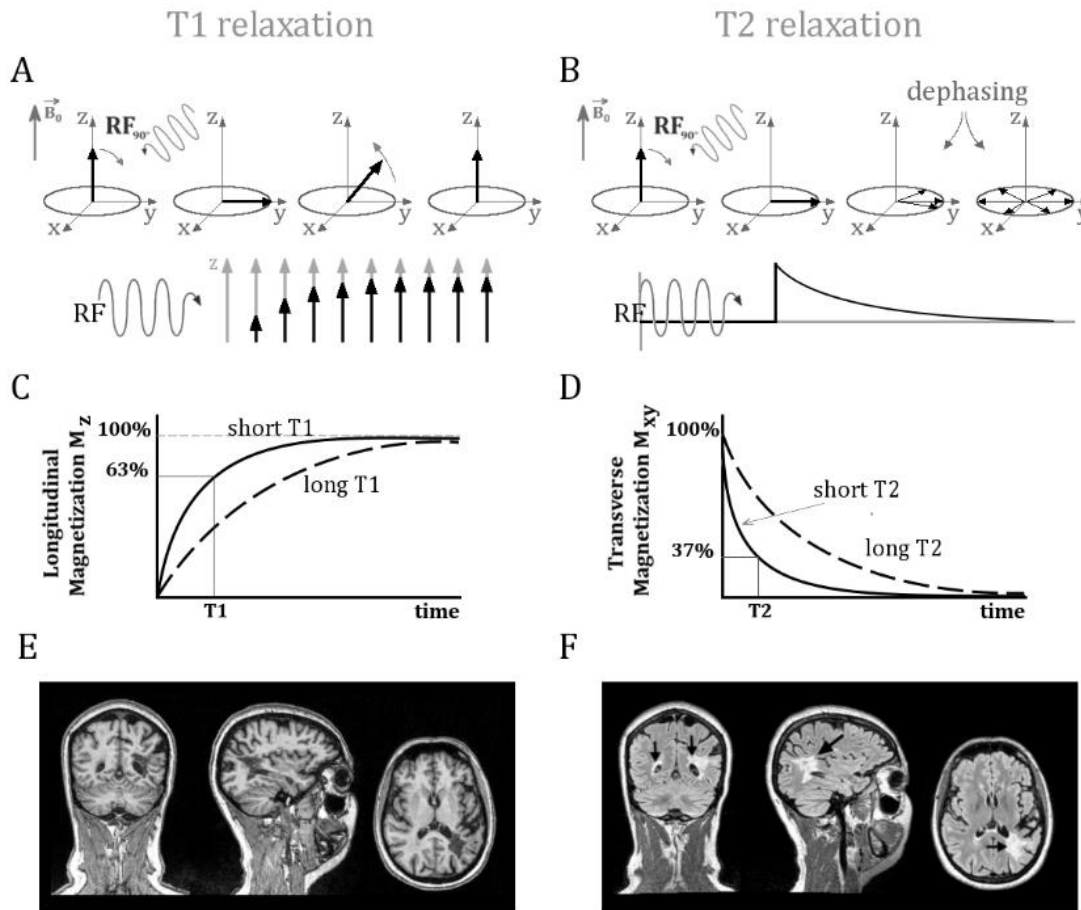 T1 relaxation
T2 relaxation
A
B₀
RF90°
z
y
x
z
y
x
z
y
x
z
y
x
RF
z
B
B₀
RF90°
dephasing
z
y
x
z
y
x
z
y
x
z
y
x
RF
C
Longitudinal
Magnetization Mz
100%
63%
short T1
long T1
T1
time
D
Transverse
Magnetization Mxy
100%
37%
short T2
long T2
T2
time
E
F